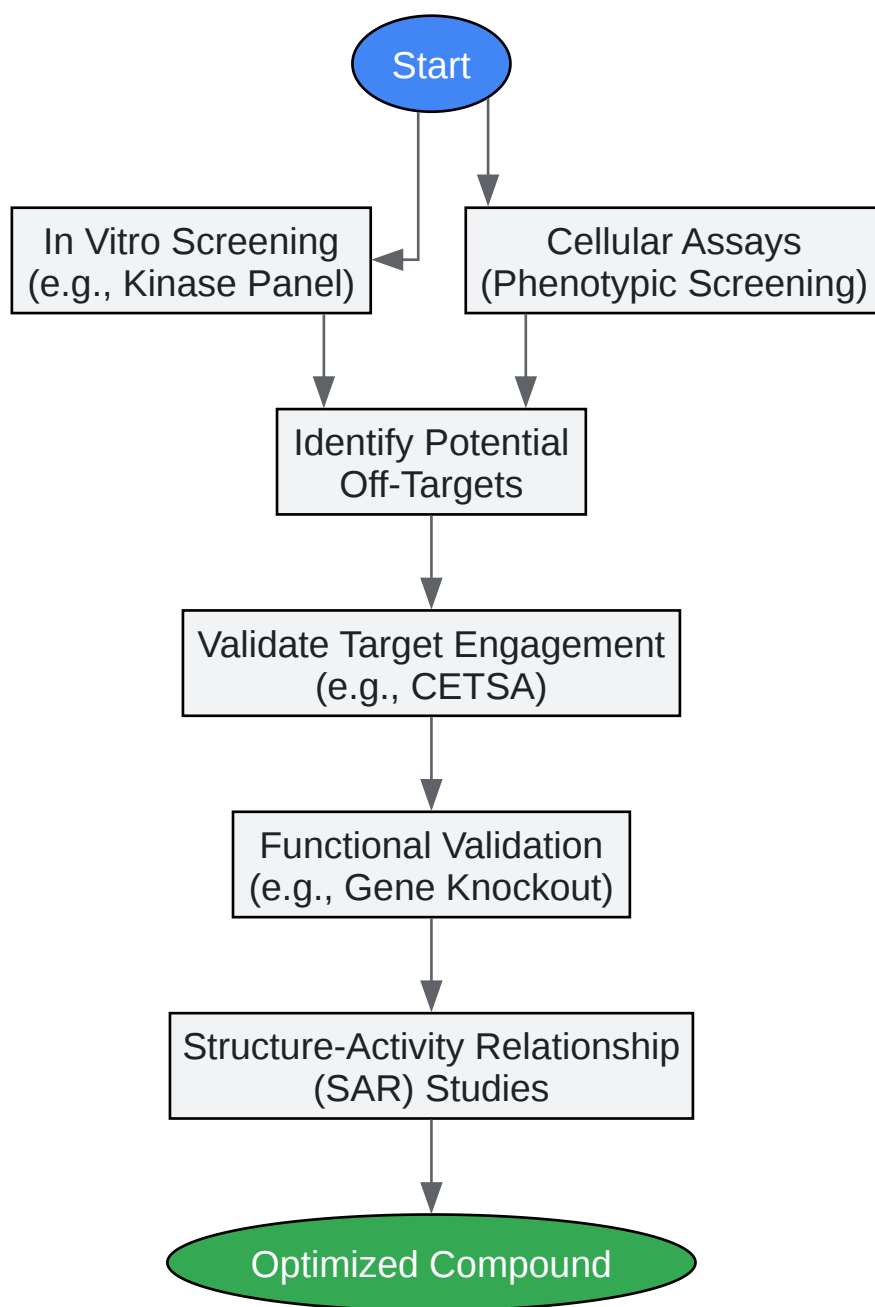 Start
In Vitro Screening
(e.g., Kinase Panel)
Cellular Assays
(Phenotypic Screening)
Identify Potential
Off-Targets
Validate Target Engagement
(e.g., CETSA)
Functional Validation
(e.g., Gene Knockout)
Structure-Activity Relationship
(SAR) Studies
Optimized Compound